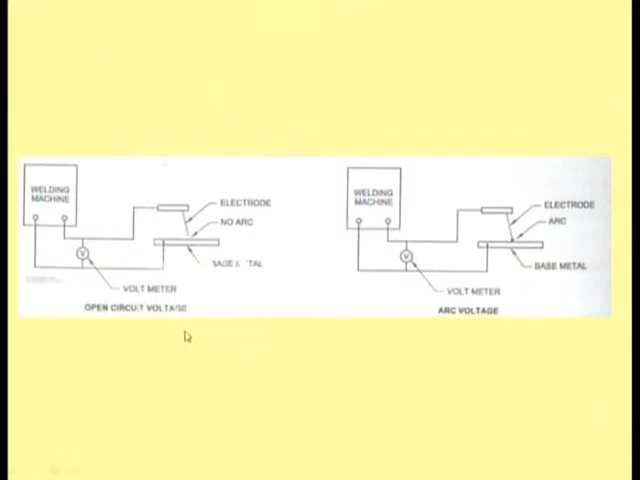 WELDING
MACHINE
ELECTRODE
NO ARC
V
VOLT METER
OPEN CIRCUIT VOLTAGE
WELDING
MACHINE
ELECTRODE
ARC
BASE METAL
V
VOLT METER
ARC VOLTAGE